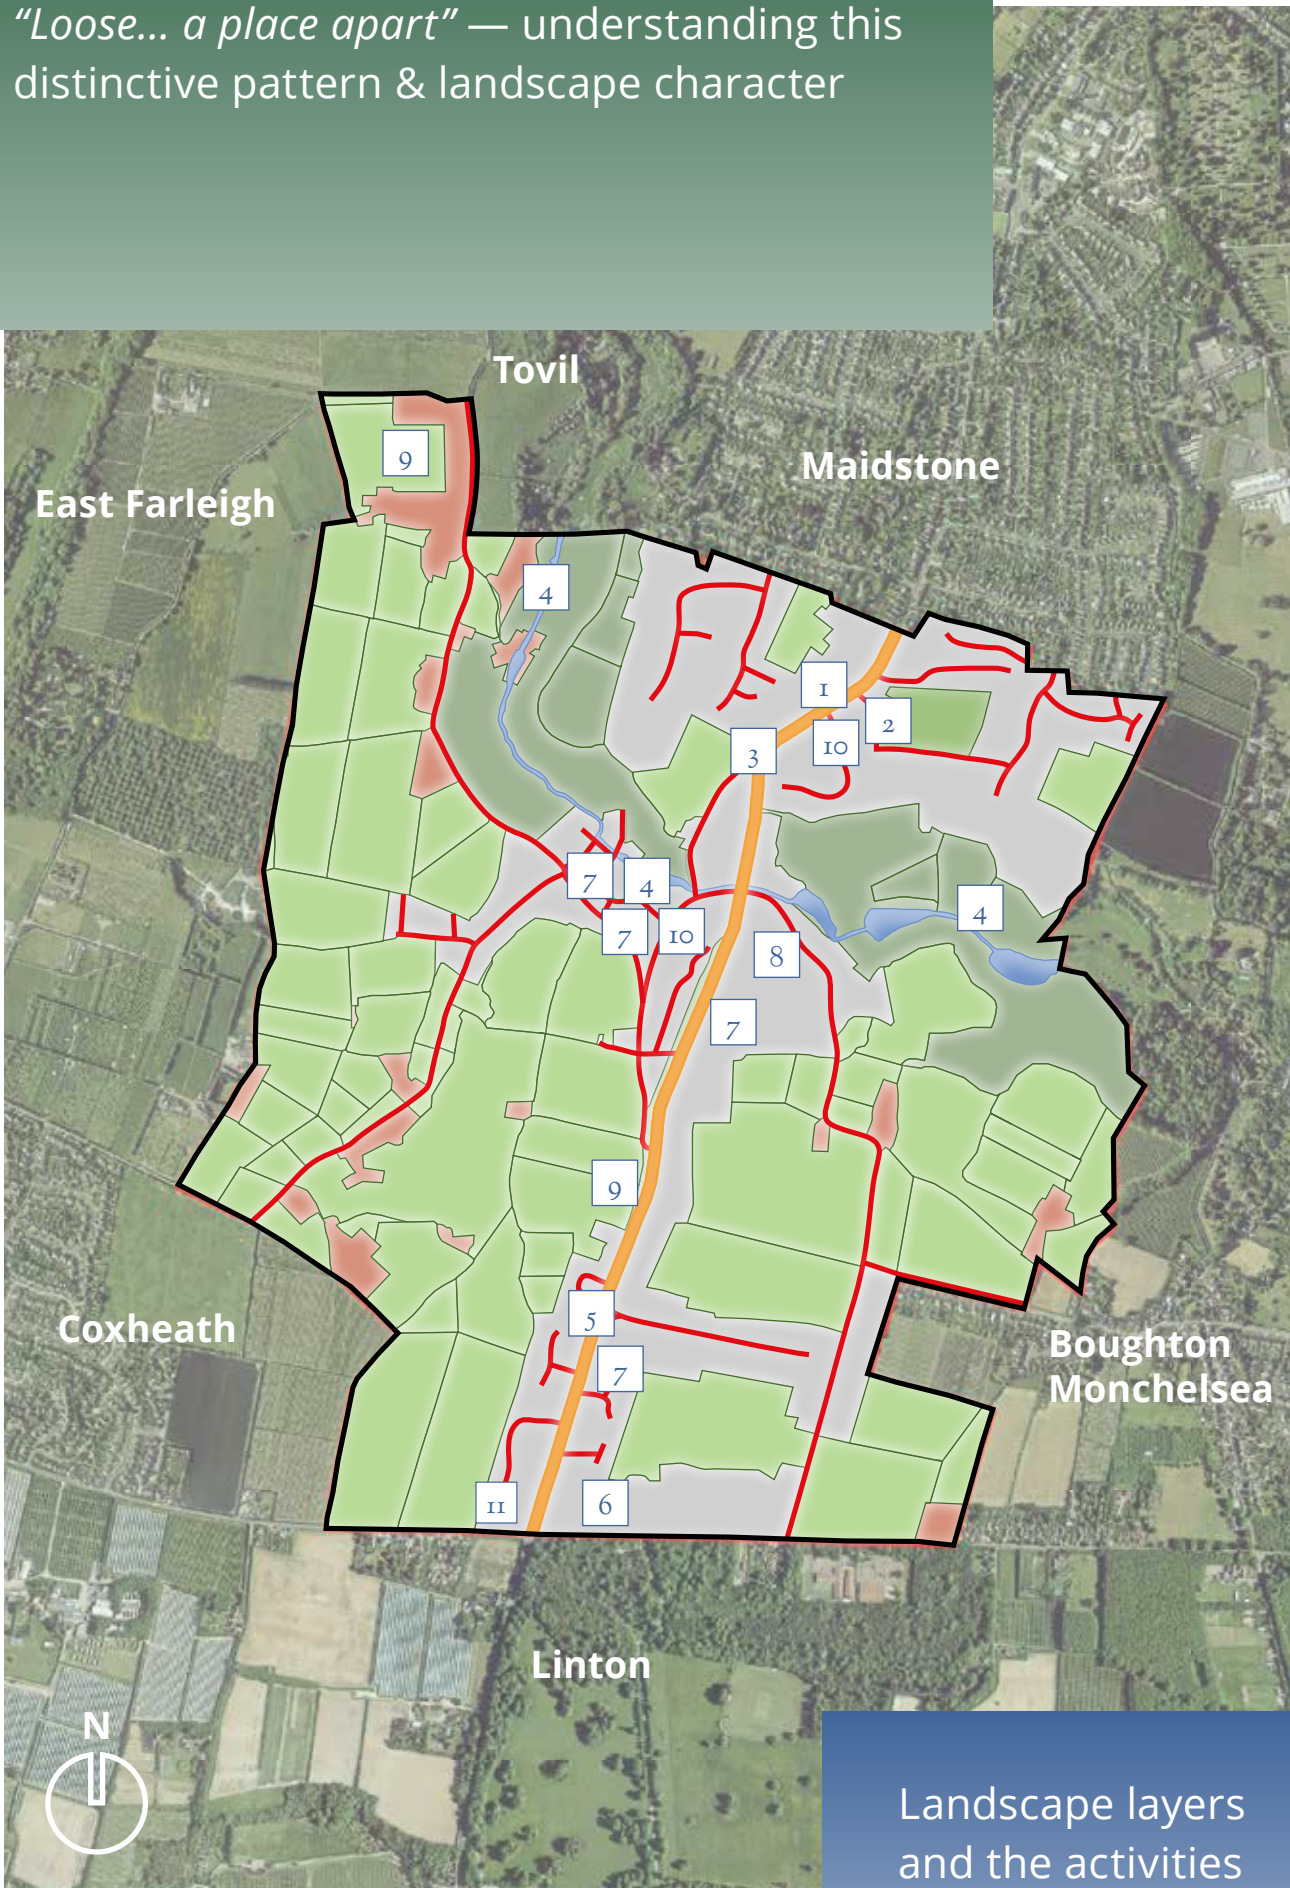 “Loose... a place apart” — understanding this
distinctive pattern & landscape character
Tovil
Maidstone
9
East Farleigh
4
1
2
10
3
7
4
4
7
10
8
7
9
5
Coxheath
Boughton
Monchelsea
7
11
6
Linton
N
Landscape layers
and the activities